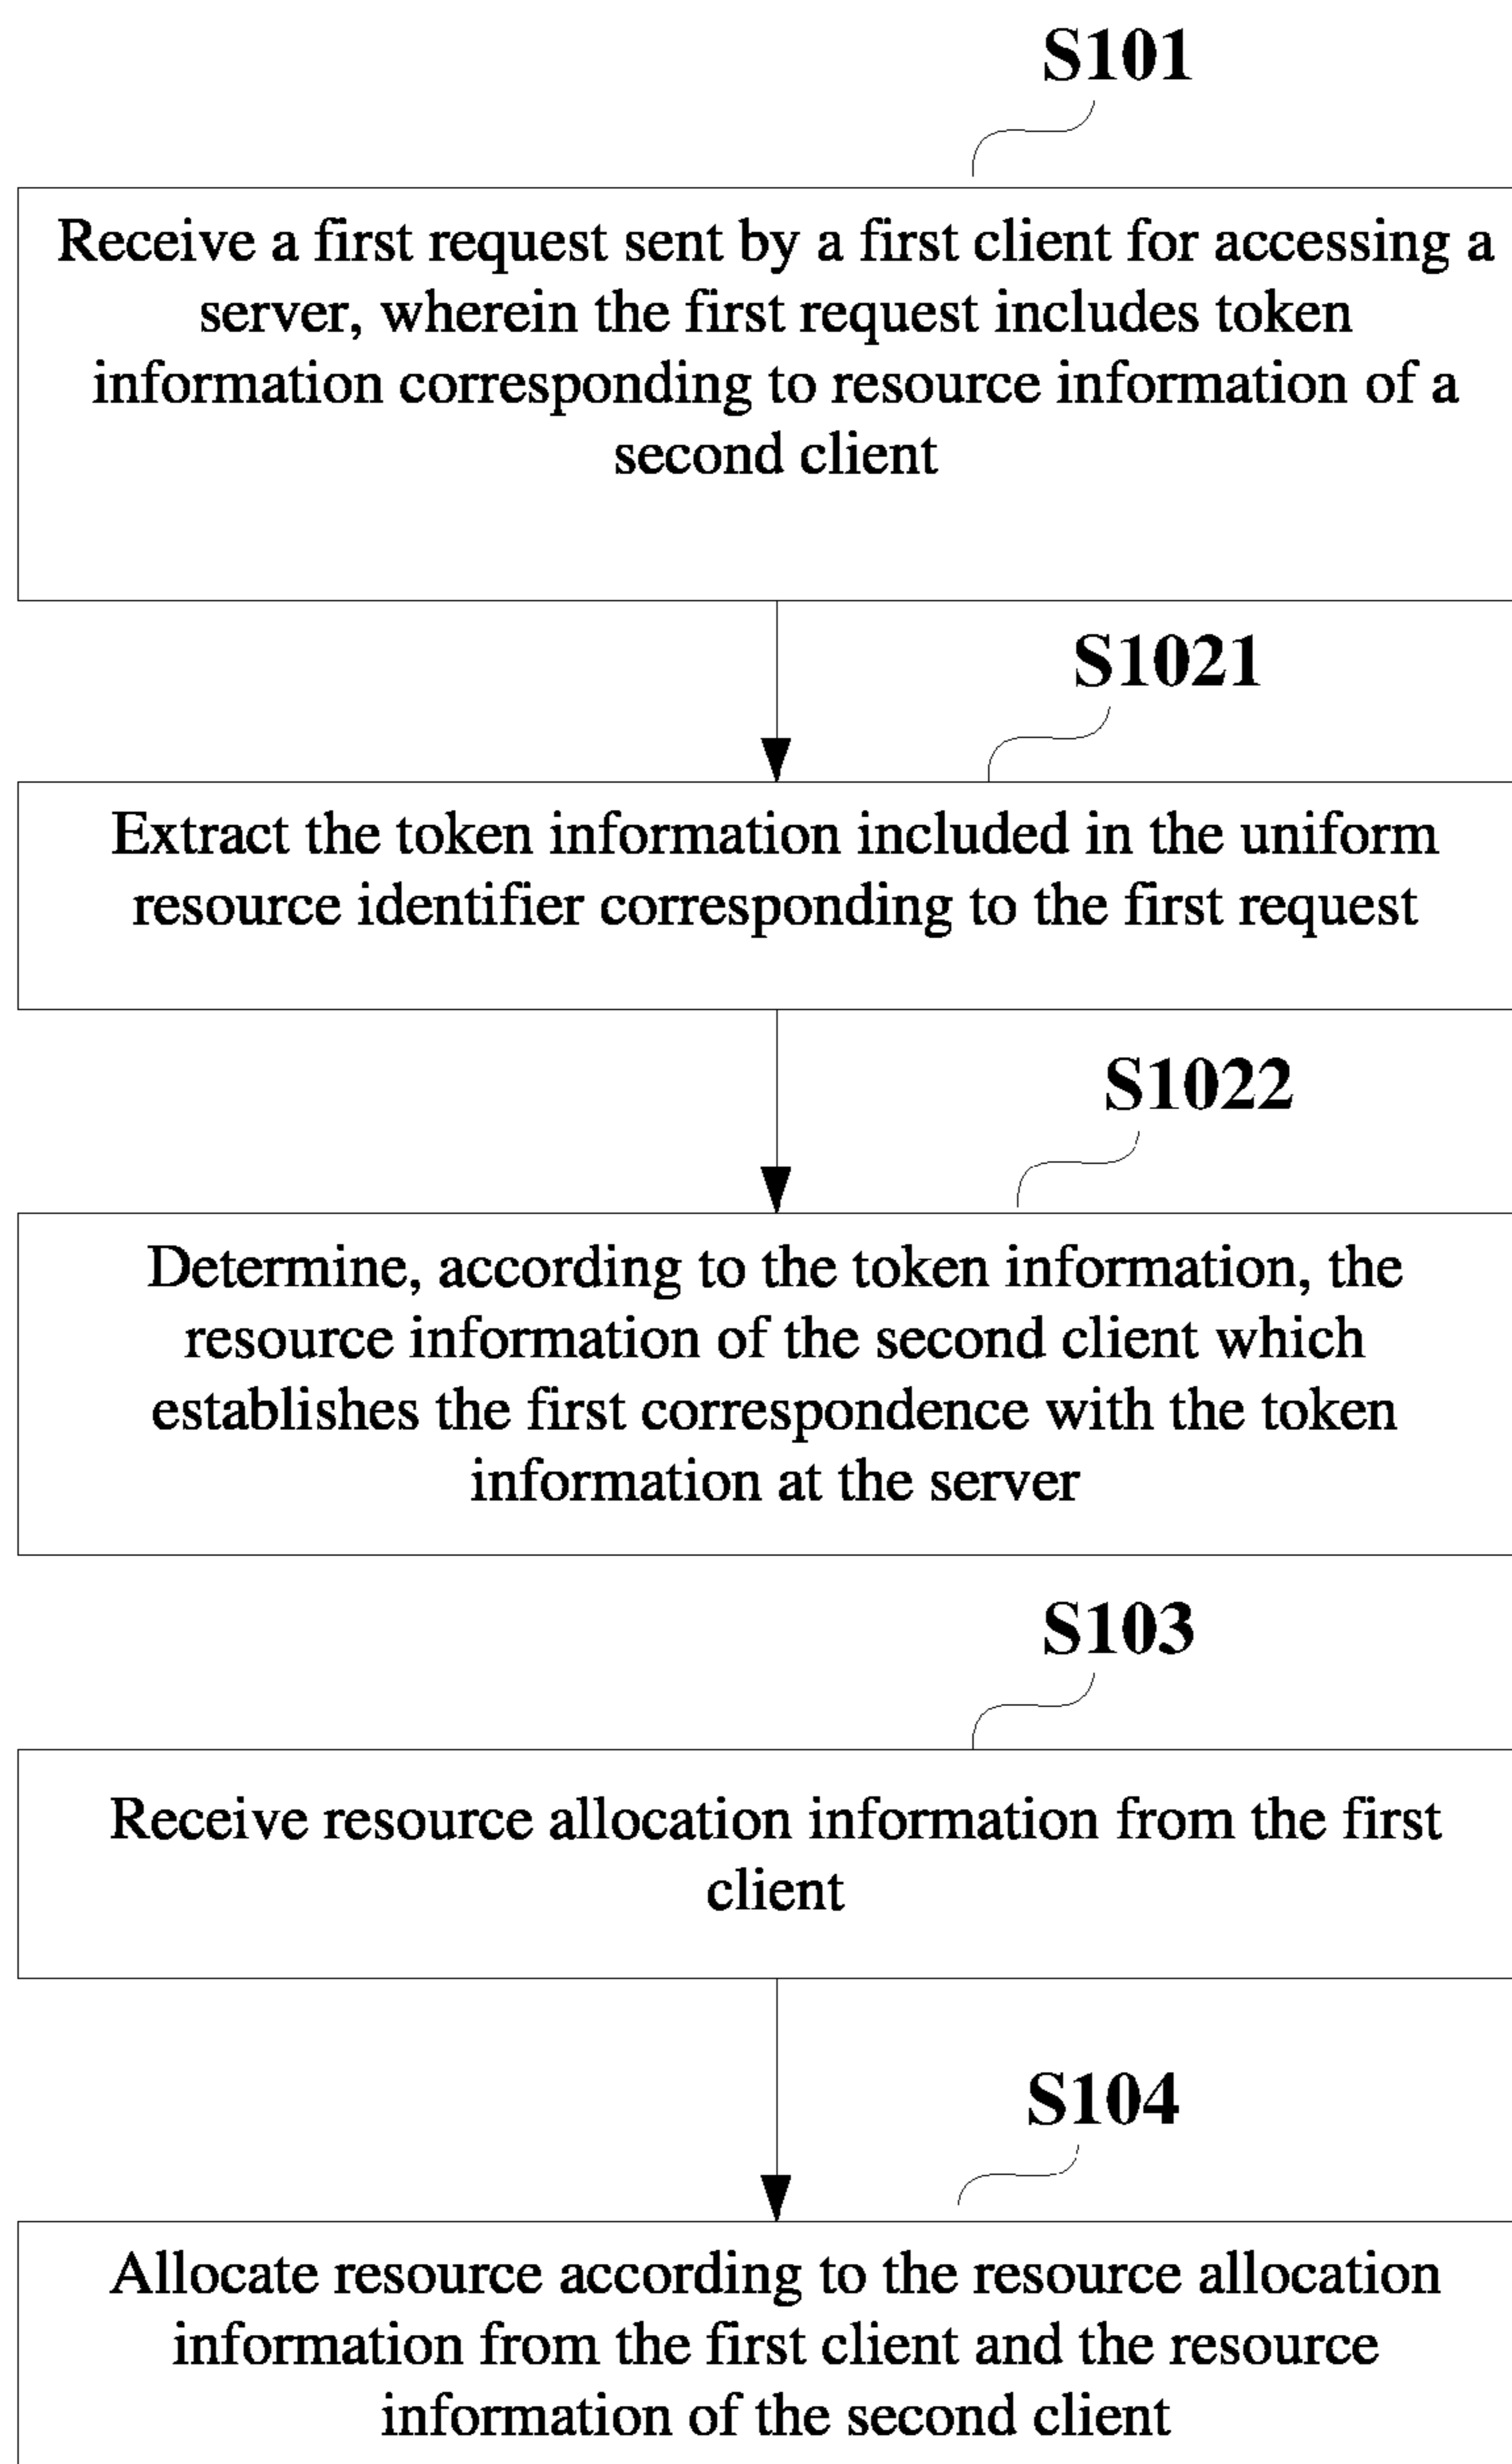 S101
Receive a first request sent by a first client for accessing a
server, wherein the first request includes token
information corresponding to resource information of a
second client
S1021
Extract the token information included in the uniform
resource identifier corresponding to the first request
S1022
Determine, according to the token information, the
resource information of the second client which
establishes the first correspondence with the token
information at the server
S103
Receive resource allocation information from the first
client
S104
Allocate resource according to the resource allocation
information from the first client and the resource
information of the second client